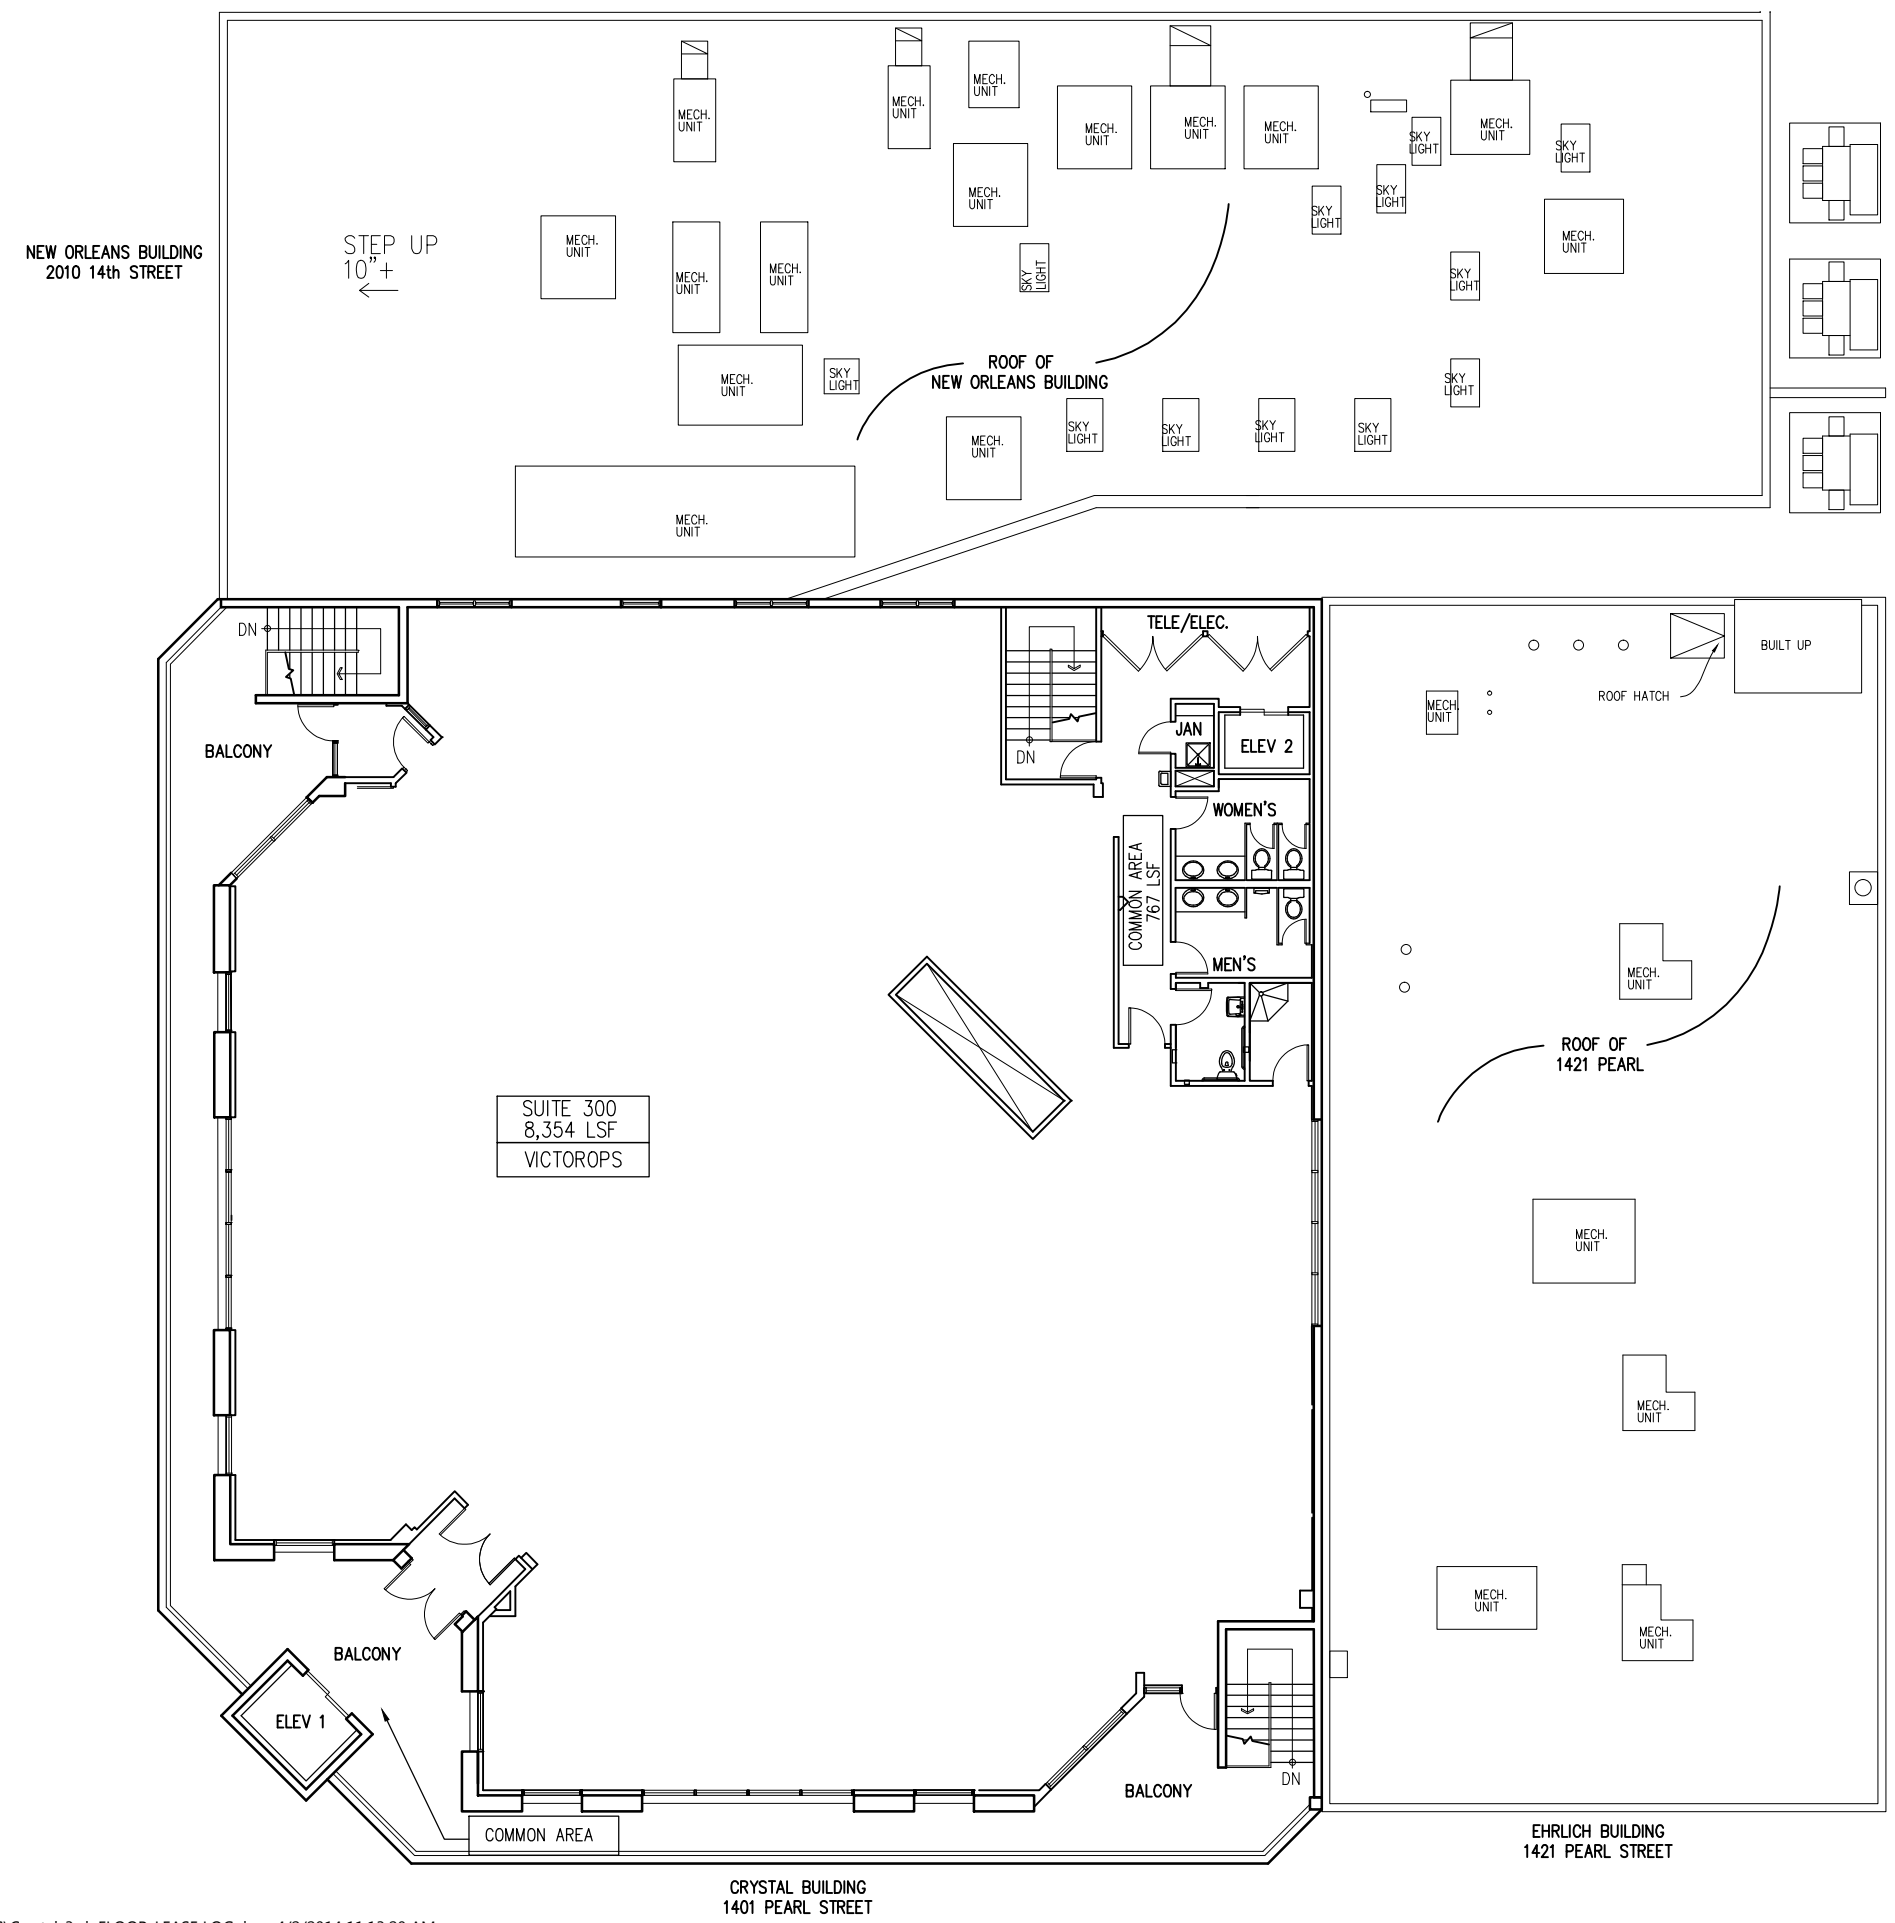 MECH.
UNIT
MECH.
UNIT
MECH.
UNIT
MECH.
UNIT
MECH.
UNIT
MECH.
UNIT
MECH.
UNIT
SKY
LIGHT
SKY
LIGHT
MECH.
UNIT
SKY
LIGHT
SKY
LIGHT
NEW ORLEANS BUILDING
2010 14th STREET
STEP UP
10"+
MECH.
UNIT
MECH.
UNIT
MECH.
UNIT
SKY
LIGHT
SKY
LIGHT
MECH.
UNIT
MECH.
UNIT
SKY
LIGHT
ROOF OF
NEW ORLEANS BUILDING
SKY
LIGHT
MECH.
UNIT
SKY
LIGHT
SKY
LIGHT
SKY
LIGHT
SKY
LIGHT
MECH.
UNIT
DN
TELE/ELEC.
BUILT UP
ROOF HATCH
MECH.
UNIT
BALCONY
DN
JAN
ELEV 2
WOMEN'S
COMMON AREA
767 LSF
MEN'S
MECH.
UNIT
ROOF OF
1421 PEARL
SUITE 300
8,354 LSF
VICTOROPS
MECH.
UNIT
MECH.
UNIT
MECH.
UNIT
MECH.
UNIT
BALCONY
ELEV 1
DN
BALCONY
COMMON AREA
EHRLICH BUILDING
1421 PEARL STREET
CRYSTAL BUILDING
1401 PEARL STREET